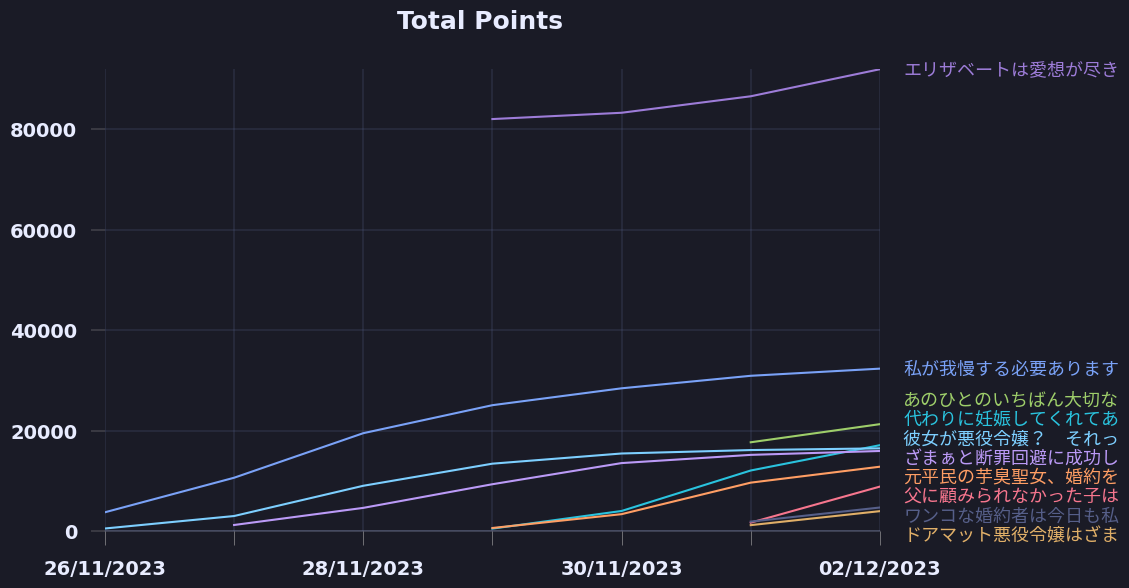 Total Points
エリザベートは愛想が尽き
80000
60000
40000
私が我慢する必要あります
あのひとのいちばん大切な
代わりに妊娠してくれてあ
20000
彼女が悪役令嬢？　それっ
ざまぁと断罪回避に成功し
元平民の芋臭聖女、婚約を
父に顧みられなかった子は
ワンコな婚約者は今日も私
0
ドアマット悪役令嬢はざま
26/11/2023 28/11/2023 30/11/2023 02/12/2023